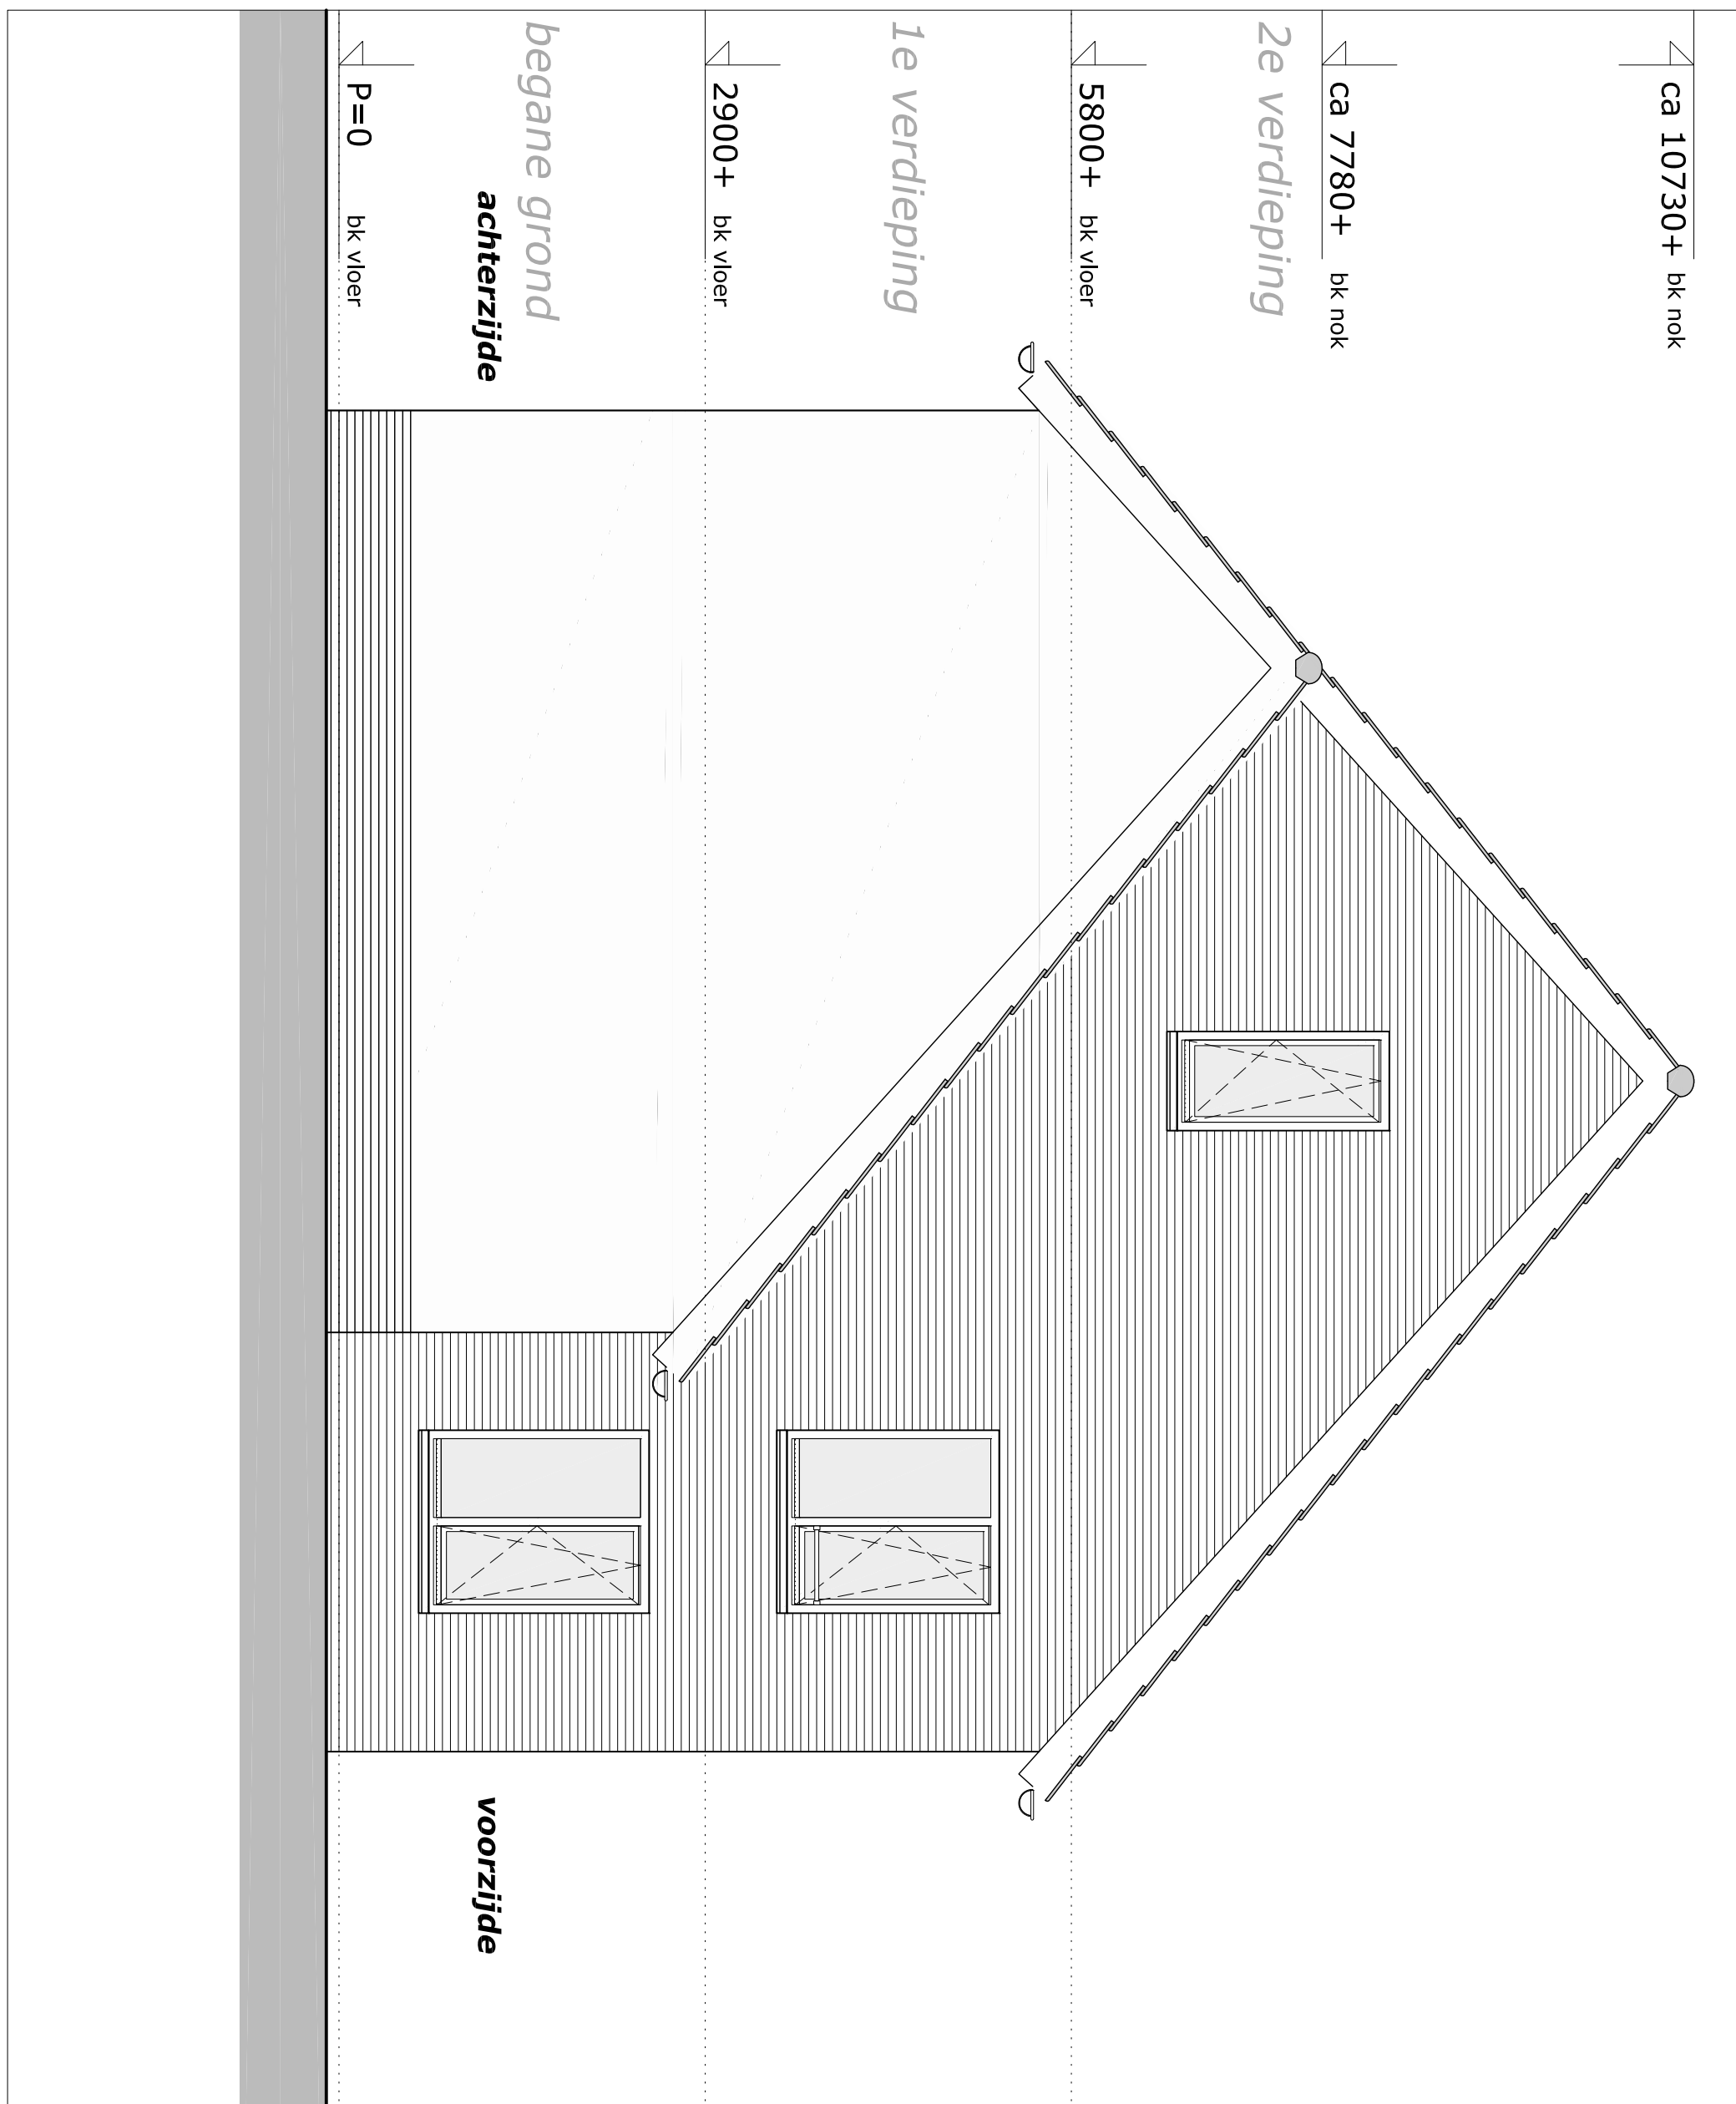 ca 10730+ bk nok
ca 7780+ bk nok
2e verdieping
5800+ bk vloer
1e verdieping
2900+ bk vloer
begane grond
achterzijde
voorzijde
P=0 bk vloer